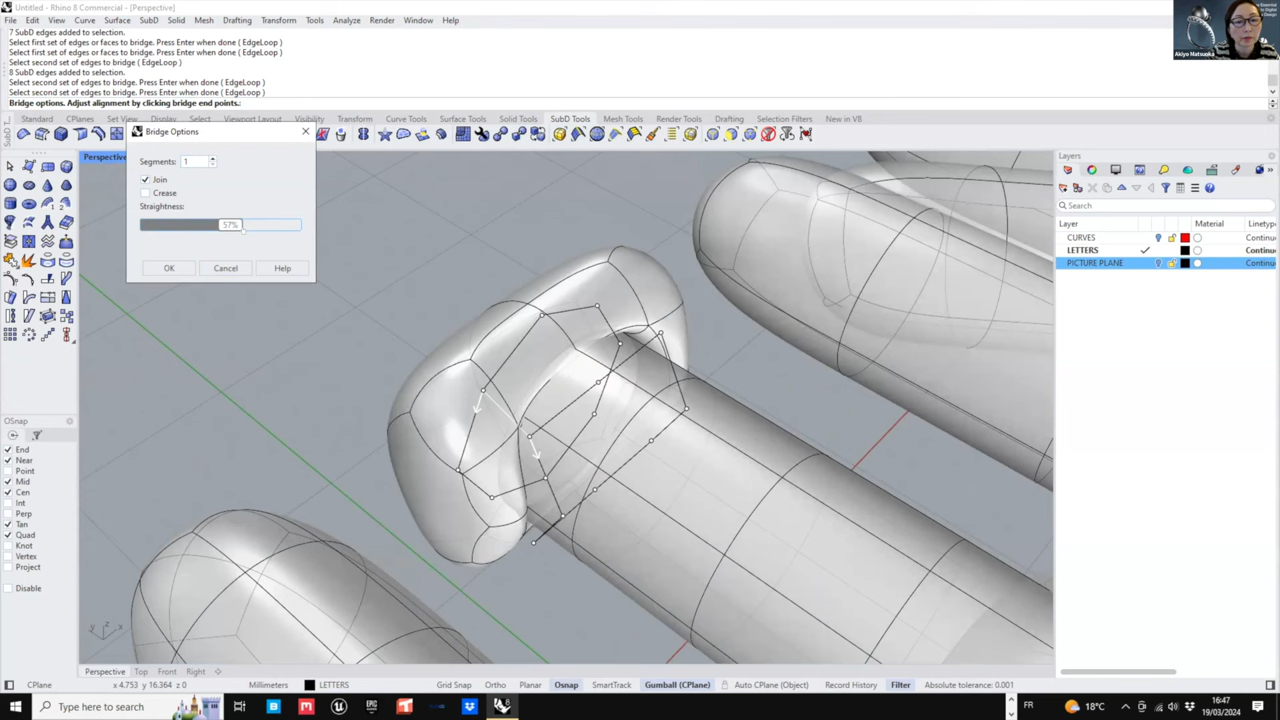 Untitled - Rhino 8 Commercial - [Perspective]
File Edit View Curve Surface SubD Solid Mesh Drafting Transform Tools Analyze Render Window Help
7 SubD edges added to selection.
Select first set of edges or faces to bridge. Press Enter when done ( EdgeLoop )
Select first set of edges or faces to bridge. Press Enter when done ( EdgeLoop )
Select second set of edges to bridge ( EdgeLoop )
8 SubD edges added to selection.
Select second set of edges to bridge. Press Enter when done ( EdgeLoop )
Select second set of edges to bridge. Press Enter when done ( EdgeLoop )
Bridge options. Adjust alignment by clicking bridge end points.:
Akiyo Matsuoka
SubD T... Standard CPlanes Set View Display Select Viewport Layout Visibility Transform Curve Tools Surface Tools Solid Tools SubD Tools Mesh Tools Render Tools Drafting Selection Filters New in V8
Perspective
Bridge Options
Segments: 1
Join
Crease
Straightness:
57%
OK Cancel Help
Layers
Search
Layer Material Linetyp
CURVES Continu
LETTERS Continu
PICTURE PLANE Continu
OSnap
End
Near
Point
Mid
Cen
Int
Perp
Tan
Quad
Knot
Vertex
Project
Disable
z
y x
Perspective Top Front Right
CPlane x 4.753 y 16.364 z 0 Millimeters LETTERS Grid Snap Ortho Planar Osnap SmartTrack Gumball (CPlane) Auto CPlane (Object) Record History Filter Absolute tolerance: 0.001
Type here to search
18°C
FR
16:47
19/03/2024